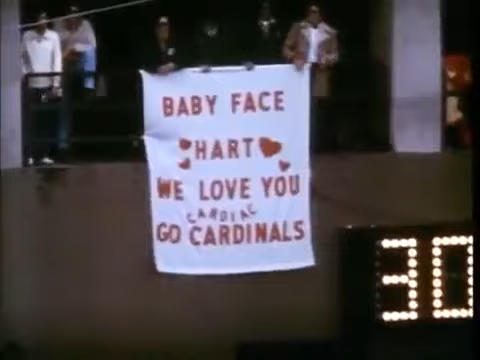 BABY FACE
HART
WE LOVE YOU
CARDIAC
GO CARDINALS
30